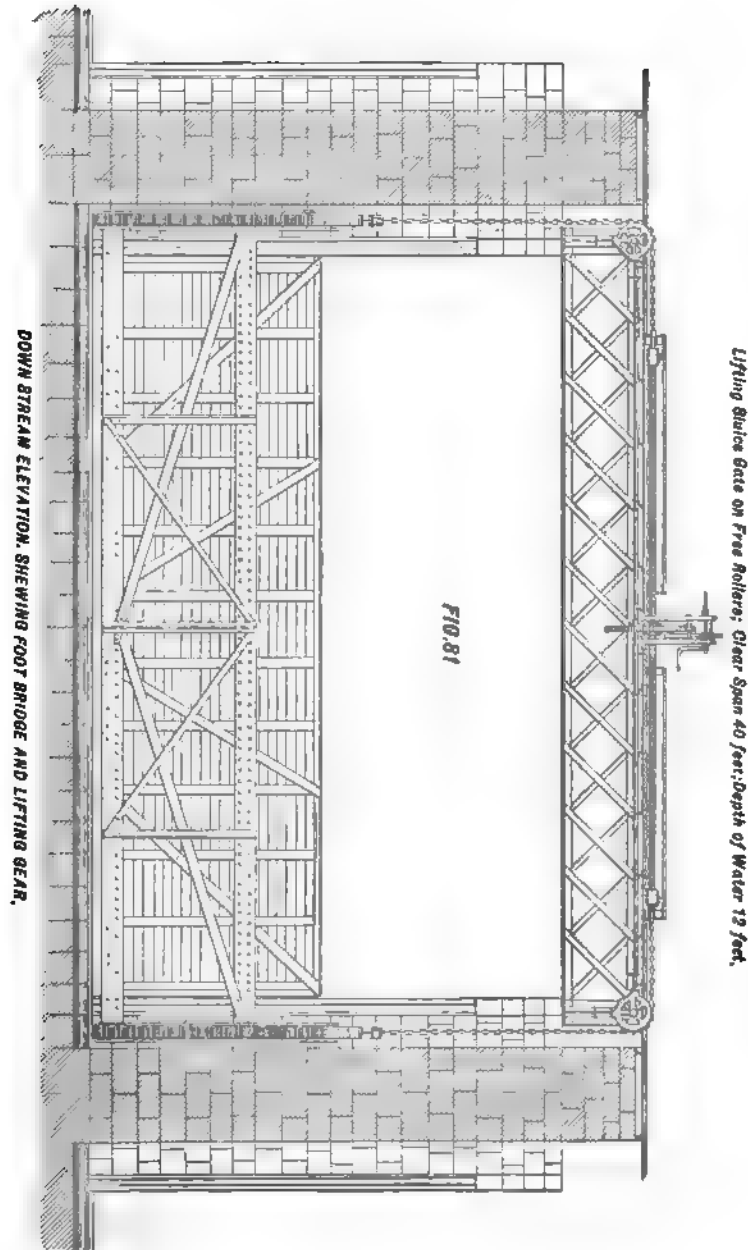 Lifting Sluice Gate on Free Rollers; Clear Span 40 feet; Depth of Water 12 feet.
FIG. 81
DOWN STREAM ELEVATION. SHEWING FOOT BRIDGE AND LIFTING GEAR.